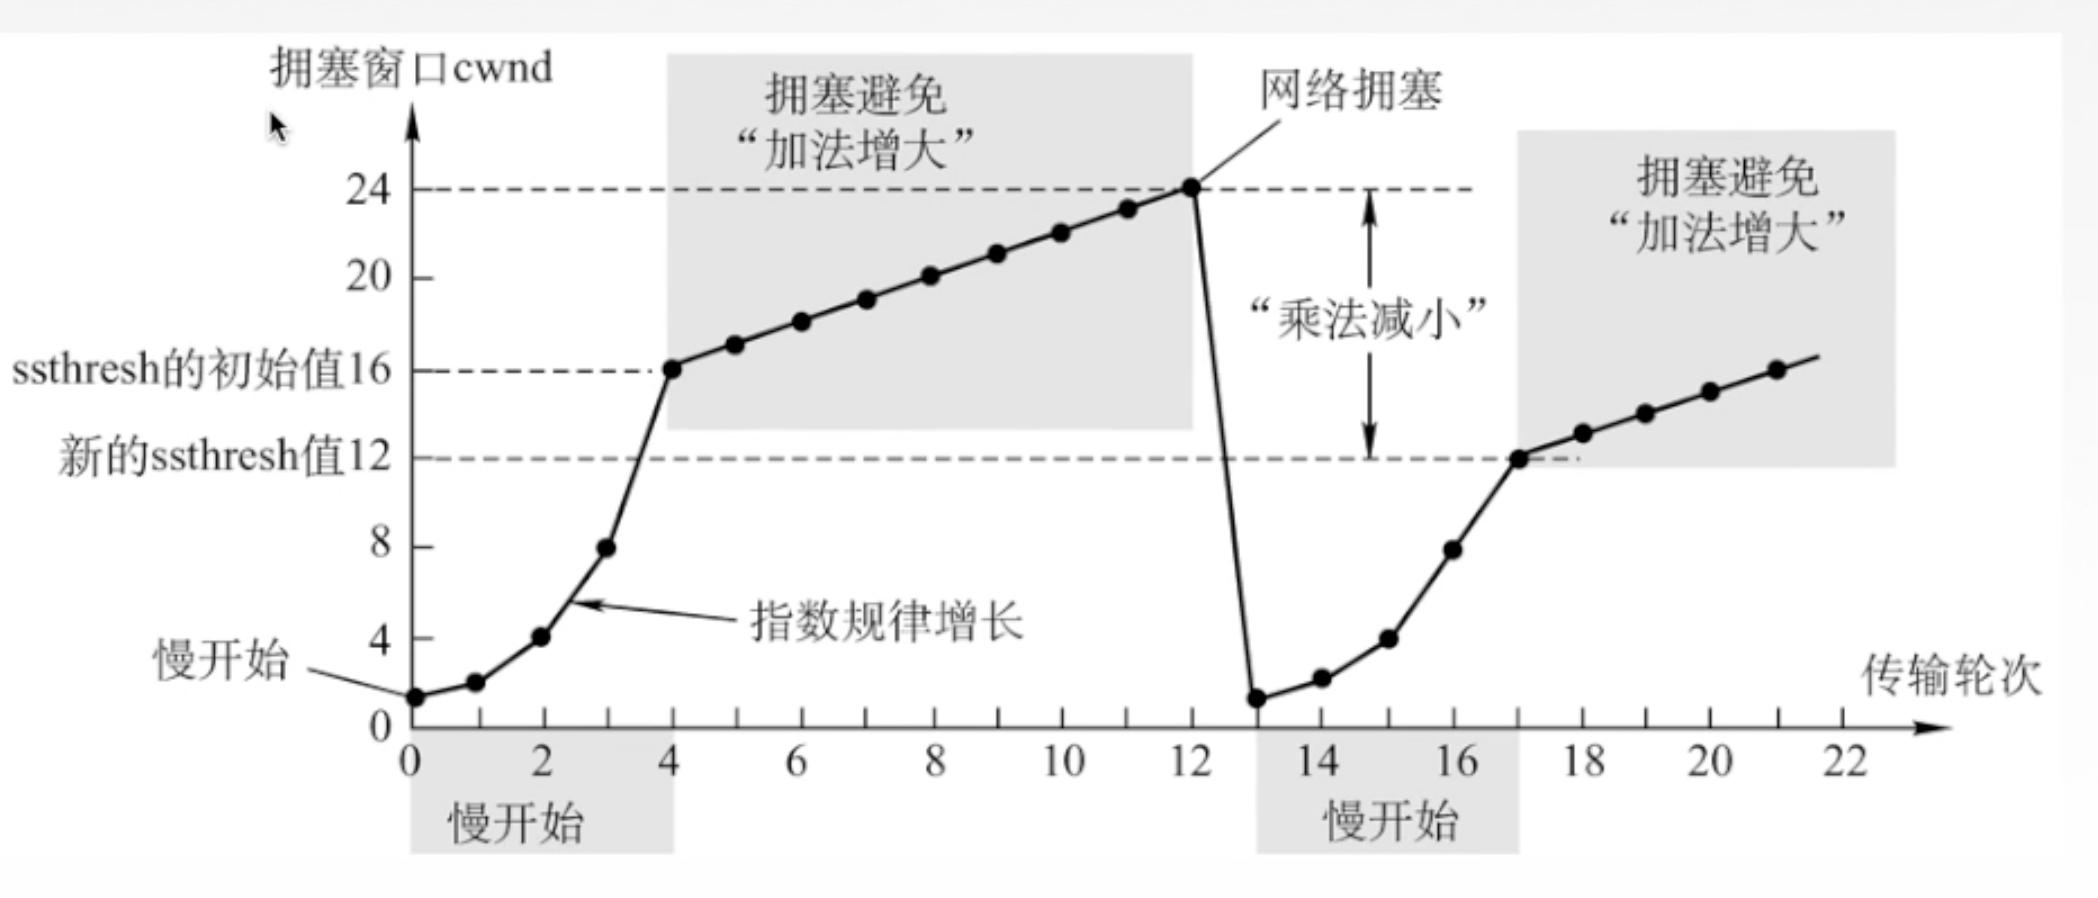 拥塞窗口cwnd
拥塞避免
“加法增大”
网络拥塞
拥塞避免
“加法增大”
24
20
“乘法减小”
ssthresh的初始值16
新的ssthresh值12
8
指数规律增长
4
慢开始
传输轮次
0
0 2 4 6 8 10 12 14 16 18 20 22
慢开始
慢开始